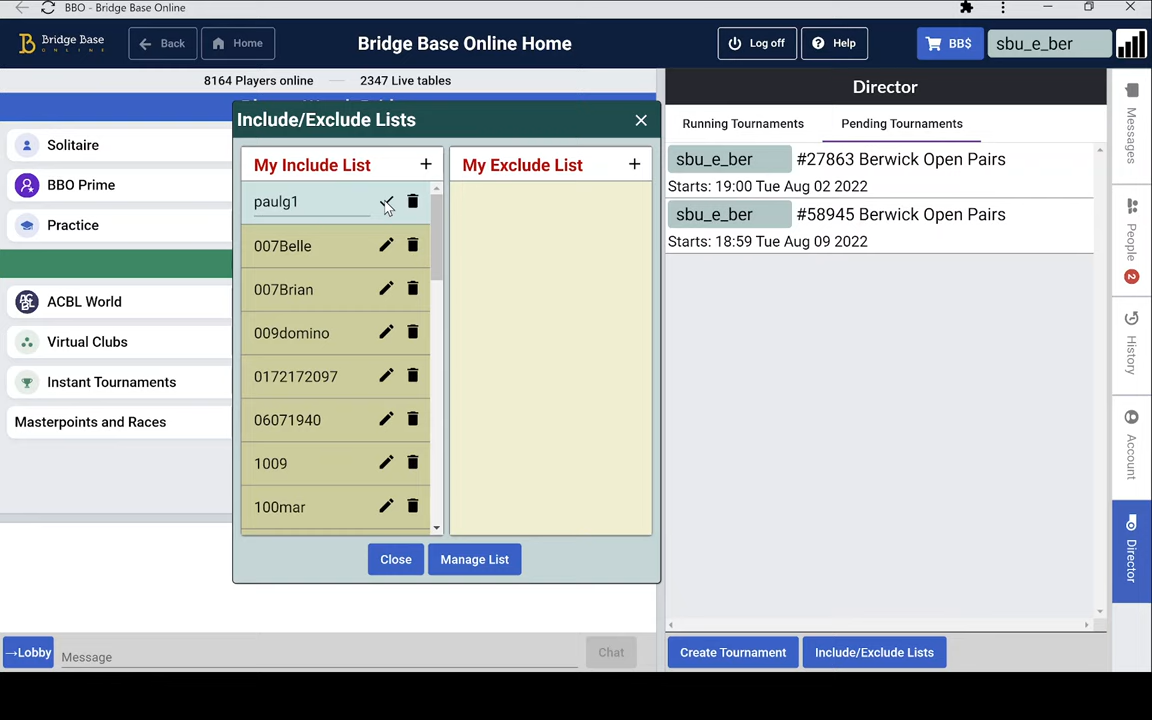 BBO - Bridge Base Online
Bridge Base
ONLINE
Back
Home
Bridge Base Online Home
Log off
Help
BB$
sbu_e_ber
8164 Players online
2347 Live tables
Solitaire
BBO Prime
Practice
ACBL World
Virtual Clubs
Instant Tournaments
Masterpoints and Races
Include/Exclude Lists
My Include List
My Exclude List
paulg1
007Belle
007Brian
009domino
0172172097
06071940
1009
100mar
Close
Manage List
Director
Running Tournaments
Pending Tournaments
sbu_e_ber #27863 Berwick Open Pairs
Starts: 19:00 Tue Aug 02 2022
sbu_e_ber #58945 Berwick Open Pairs
Starts: 18:59 Tue Aug 09 2022
Create Tournament
Include/Exclude Lists
Messages
People
2
History
Account
Director
→Lobby
Message
Chat